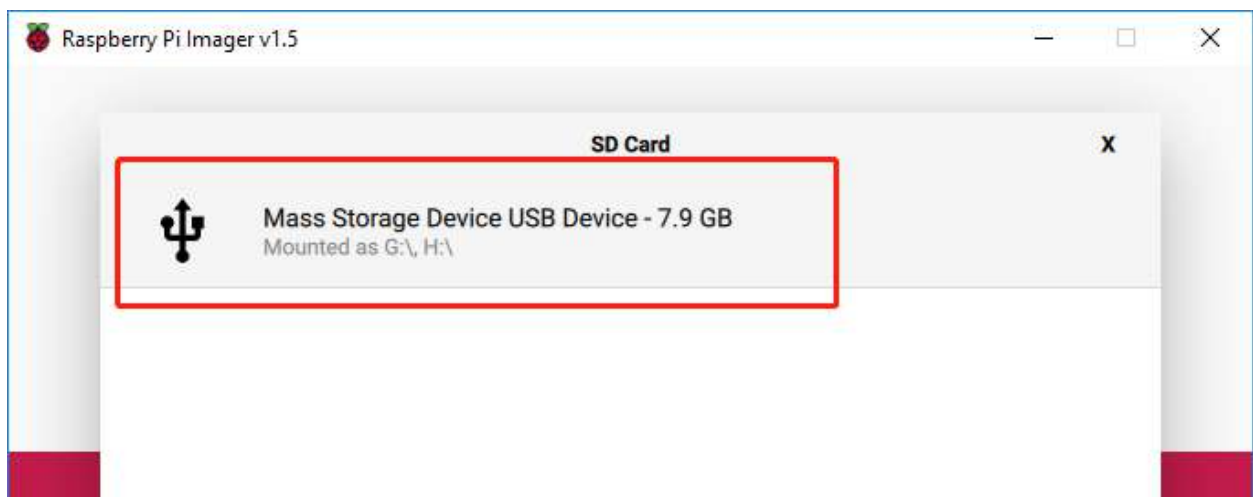 Raspberry Pi Imager v1.5
SD Card
X
Mass Storage Device USB Device - 7.9 GB
Mounted as G:\, H:\